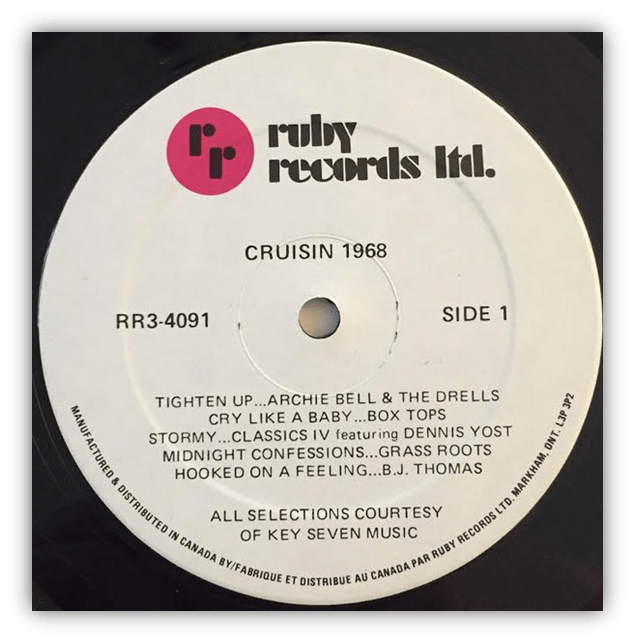 rr
ruby
records ltd.
CRUISIN 1968
RR3-4091
SIDE 1
TIGHTEN UP...ARCHIE BELL & THE DRELLS
CRY LIKE A BABY...BOX TOPS
STORMY...CLASSICS IV featuring DENNIS YOST
MIDNIGHT CONFESSIONS...GRASS ROOTS
HOOKED ON A FEELING...B.J. THOMAS
ALL SELECTIONS COURTESY
OF KEY SEVEN MUSIC
MANUFACTURED & DISTRIBUTED IN CANADA BY/FABRIQUE ET DISTRIBUE AU CANADA PAR RUBY RECORDS LTD. MARKHAM, ONT. L3P 3P2